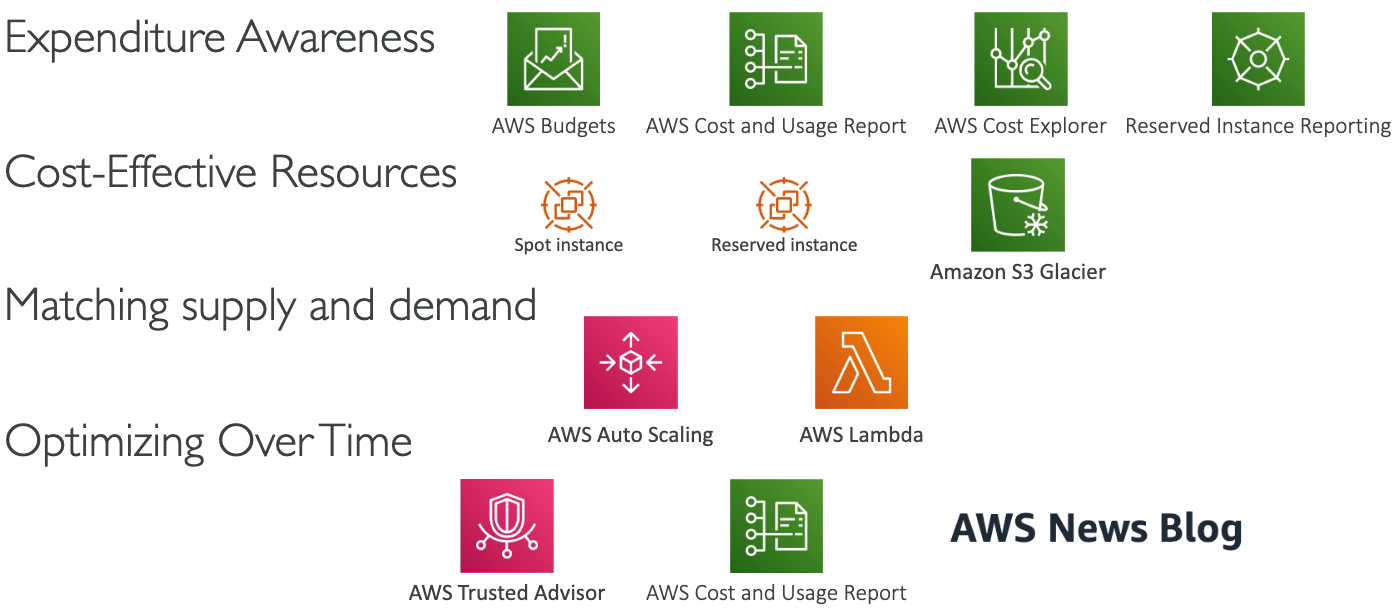 Expenditure Awareness
AWS Budgets
AWS Cost and Usage Report
AWS Cost Explorer
Reserved Instance Reporting
Cost-Effective Resources
Spot instance
Reserved instance
Amazon S3 Glacier
Matching supply and demand
AWS Auto Scaling
AWS Lambda
Optimizing Over Time
AWS Trusted Advisor
AWS Cost and Usage Report
AWS News Blog